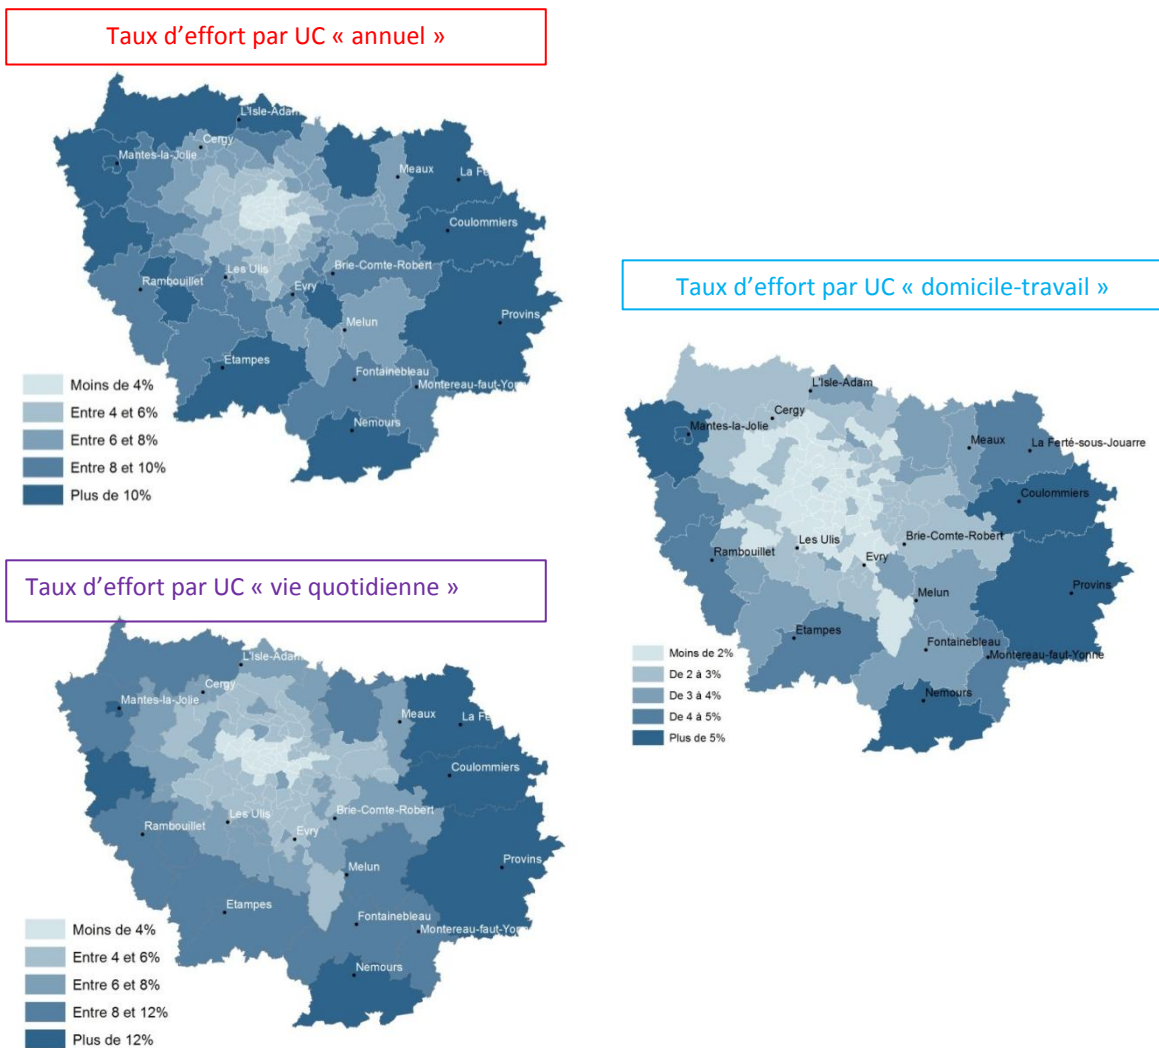 Taux d'effort par UC « annuel »
L'Isle-Adam
Cergy
Mantes-la-Jolie
Meaux
La Fer
Coulommiers
Les Ulis
Brie-Comte-Robert
Rambouillet
Evry
Provins
Melun
Etampes
Fontainebleau
Montereau-faut-Yonne
Nemours
Moins de 4%
Entre 4 et 6%
Entre 6 et 8%
Entre 8 et 10%
Plus de 10%
Taux d'effort par UC « domicile-travail »
L'Isle-Adam
Cergy
Mantes-la-Jolie
Meaux
La Ferté-sous-Jouarre
Coulommiers
Les Ulis
Brie-Comte-Robert
Rambouillet
Evry
Provins
Melun
Etampes
Fontainebleau
Montereau-faut-Yonne
Nemours
Moins de 2%
De 2 à 3%
De 3 à 4%
De 4 à 5%
Plus de 5%
Taux d'effort par UC « vie quotidienne »
L'Isle-Adam
Cergy
Mantes-la-Jolie
Meaux
La Fer
Coulommiers
Les Ulis
Brie-Comte-Robert
Rambouillet
Evry
Provins
Melun
Etampes
Fontainebleau
Montereau-faut-Yonne
Nemours
Moins de 4%
Entre 4 et 6%
Entre 6 et 8%
Entre 8 et 12%
Plus de 12%